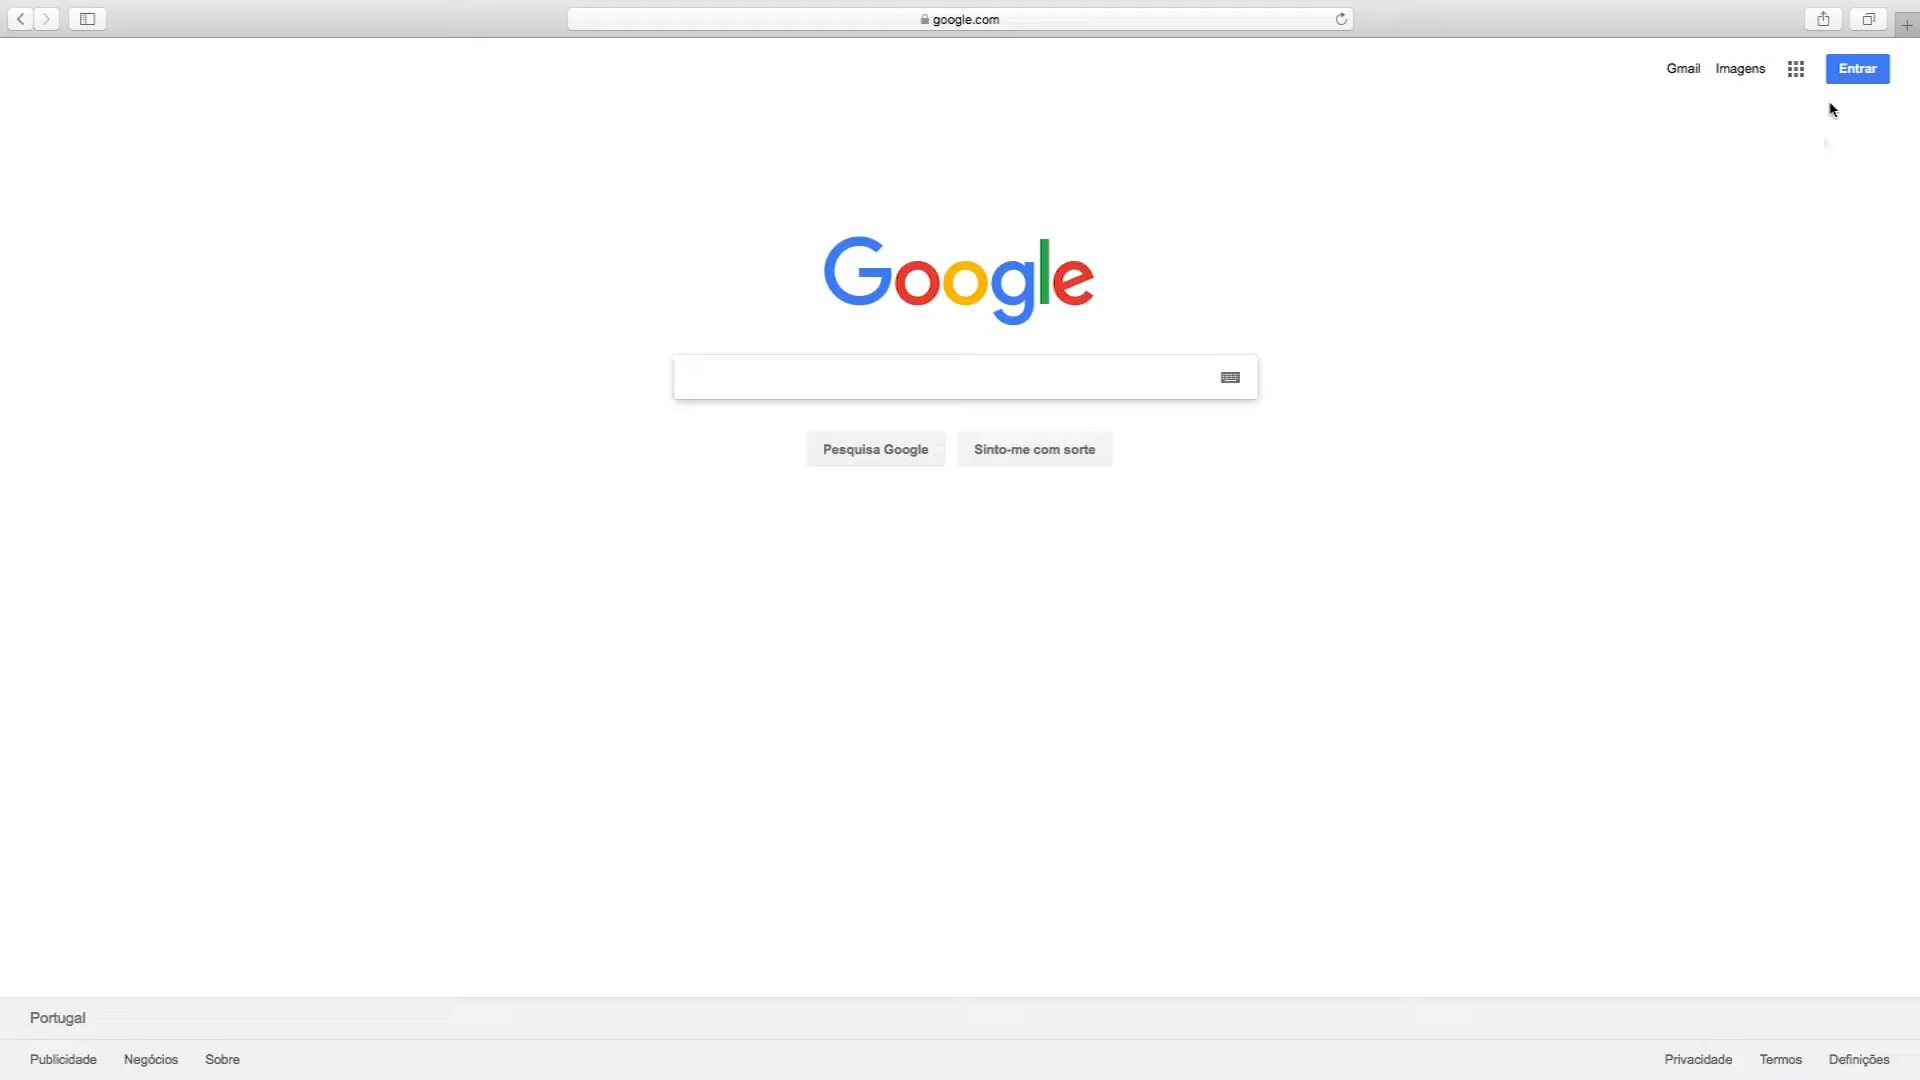 google.com
Gmail Imagens Entrar
Google
Pesquisa Google Sinto-me com sorte
Portugal
Publicidade Negócios Sobre Privacidade Termos Definições